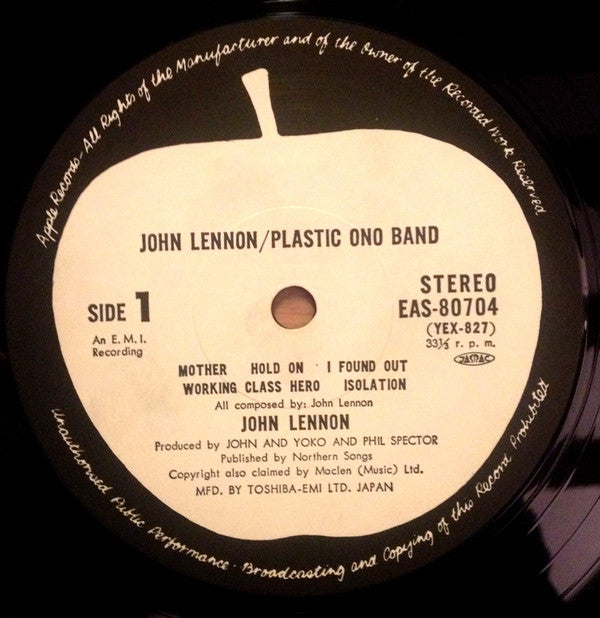 Apple Records-All Rights of the Manufacturer and of the Owner of the Recorded Work Reserved
JOHN LENNON/PLASTIC ONO BAND
SIDE 1
An E. M. I.
Recording
STEREO
EAS-80704
(YEX-827)
33⅓ r. p. m.
JASRAC
MOTHER HOLD ON I FOUND OUT
WORKING CLASS HERO ISOLATION
All composed by: John Lennon
JOHN LENNON
Produced by JOHN AND YOKO AND PHIL SPECTOR
Published by Northern Songs
Copyright also claimed by Maclen (Music) Ltd.
MFD. BY TOSHIBA-EMI LTD. JAPAN
Unauthorised Public Performance · Broadcasting and Copying of this Record Prohibited